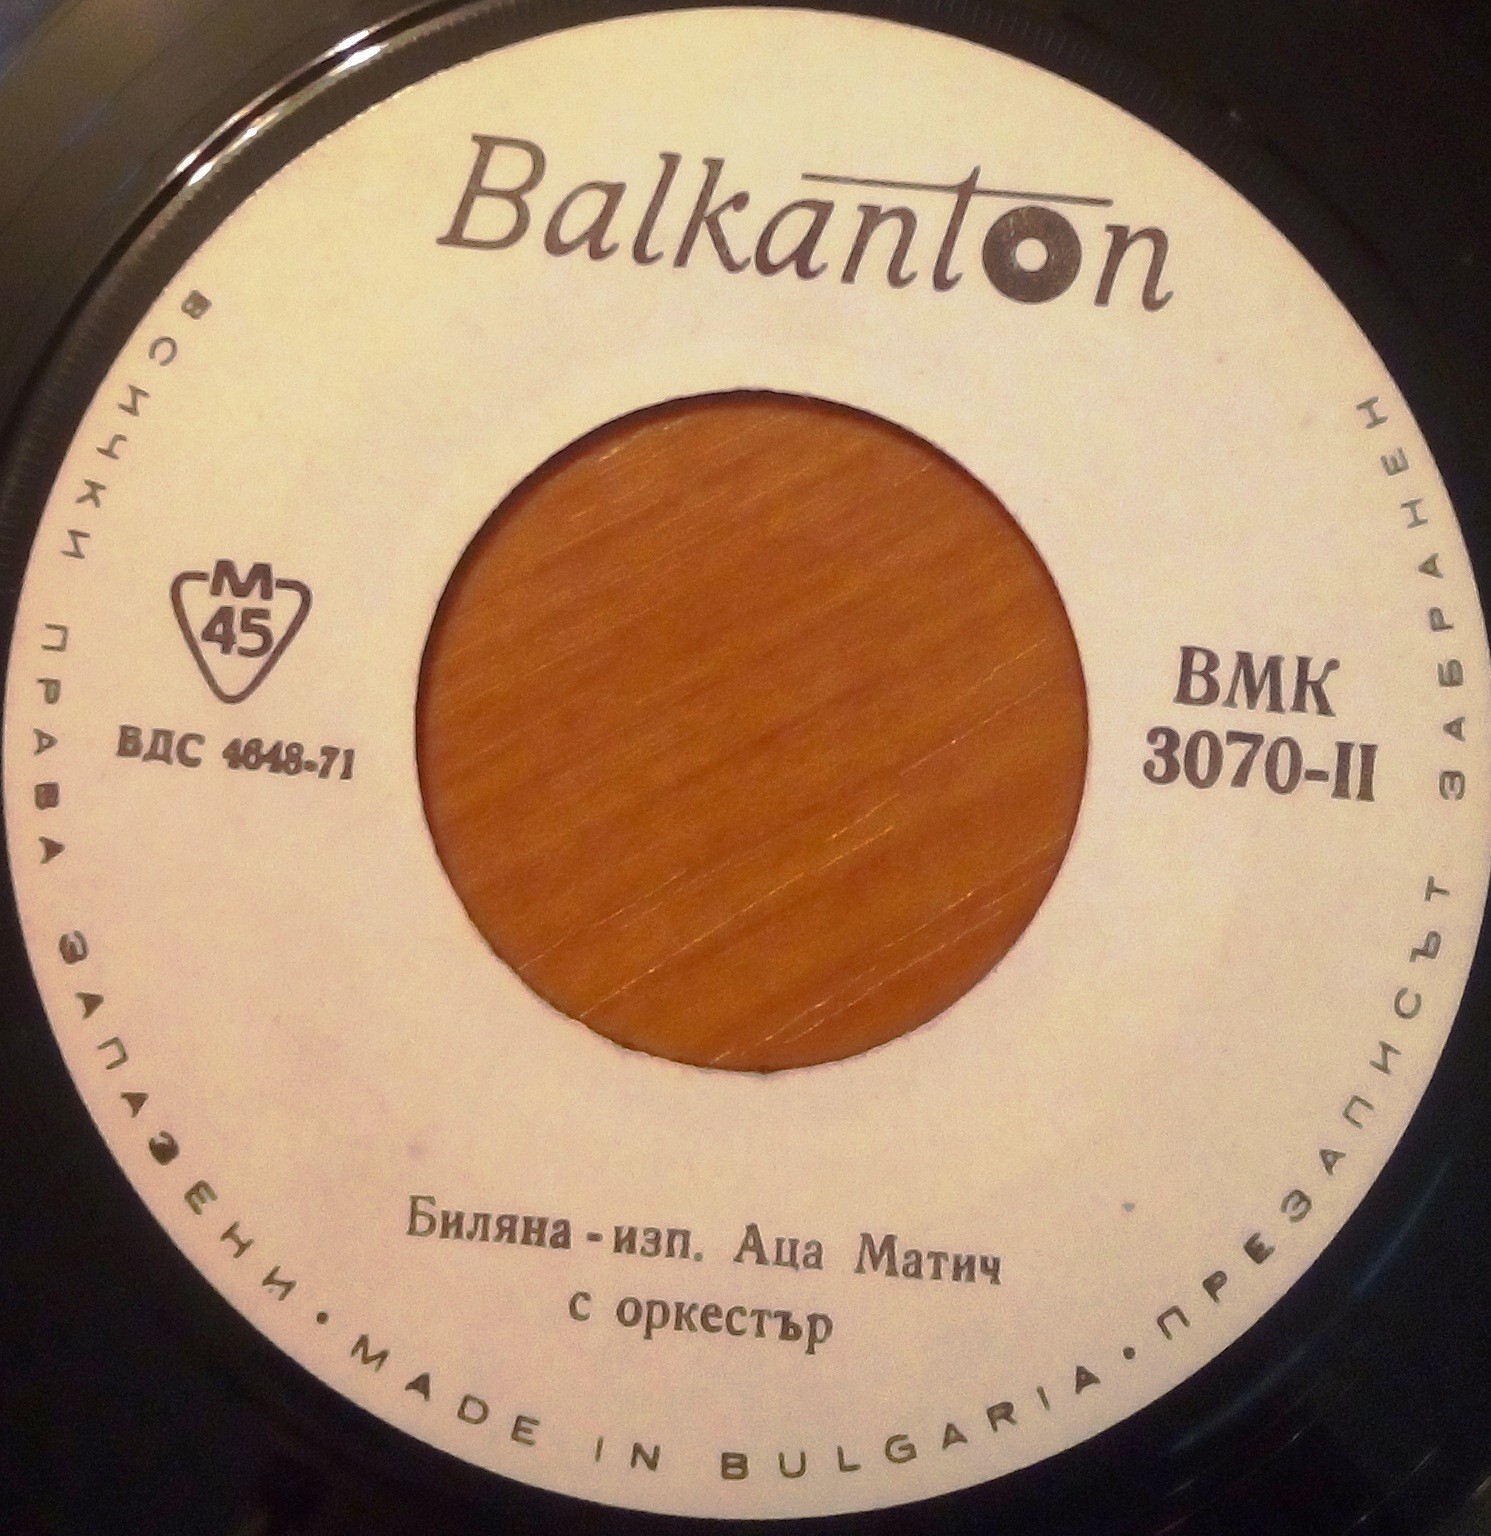 Balkanton
М
45
ВДС 4648-71
ВМК
3070-II
Биляна - изп. Аца Матич
с оркестър
ВСИЧКИ ПРАВА ЗАПАЗЕНИ • MADE IN BULGARIA • ПРЕЗАПИСЪТ ЗАБРАНЕН